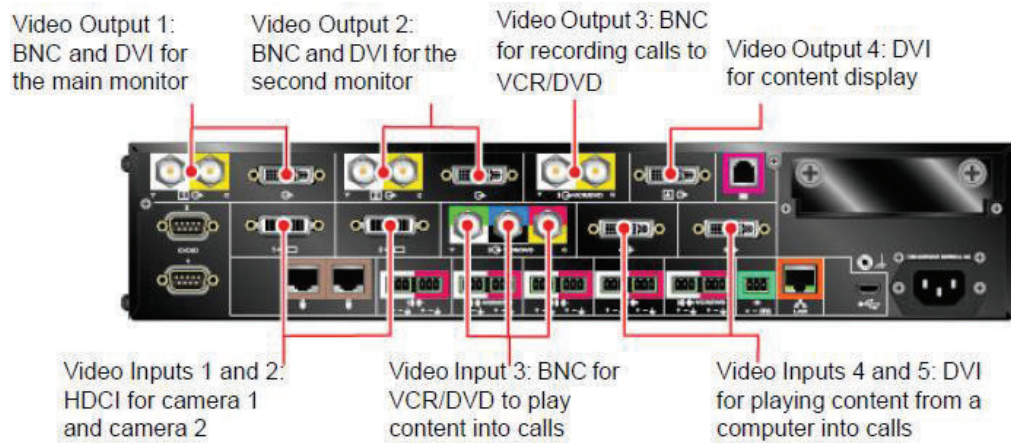 Video Output 1:
BNC and DVI for
the main monitor
Video Output 2:
BNC and DVI for the
second monitor
Video Output 3: BNC
for recording calls to
VCR/DVD
Video Output 4: DVI
for content display
LAN
Video Inputs 1 and 2:
HDCI for camera 1
and camera 2
Video Input 3: BNC for
VCR/DVD to play
content into calls
Video Inputs 4 and 5: DVI
for playing content from a
computer into calls